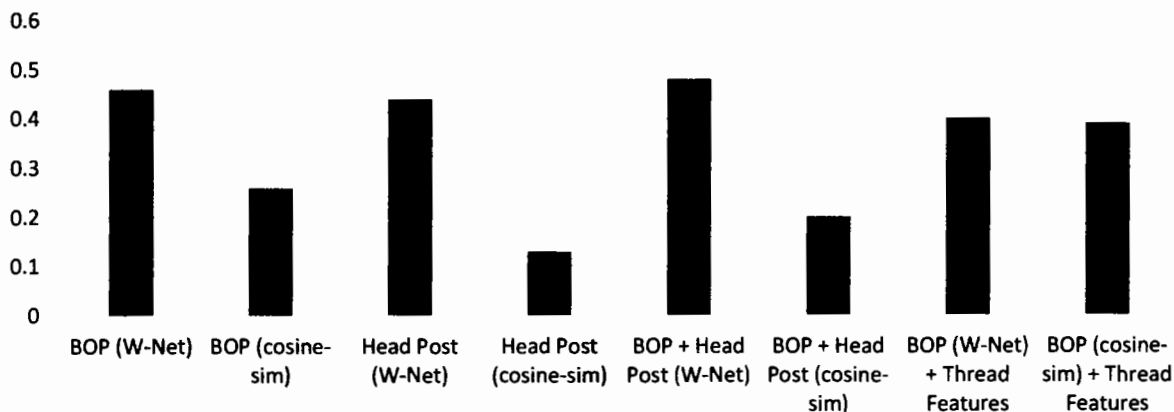 0.6
0.5
0.4
0.3
0.2
0.1
0
BOP (W-Net)
BOP (cosine-
sim)
Head Post
(W-Net)
Head Post
(cosine-sim)
BOP + Head
Post (W-Net)
BOP + Head
Post (cosine-
sim)
BOP (W-Net)
+ Thread
Features
BOP (cosine-
sim) + Thread
Features